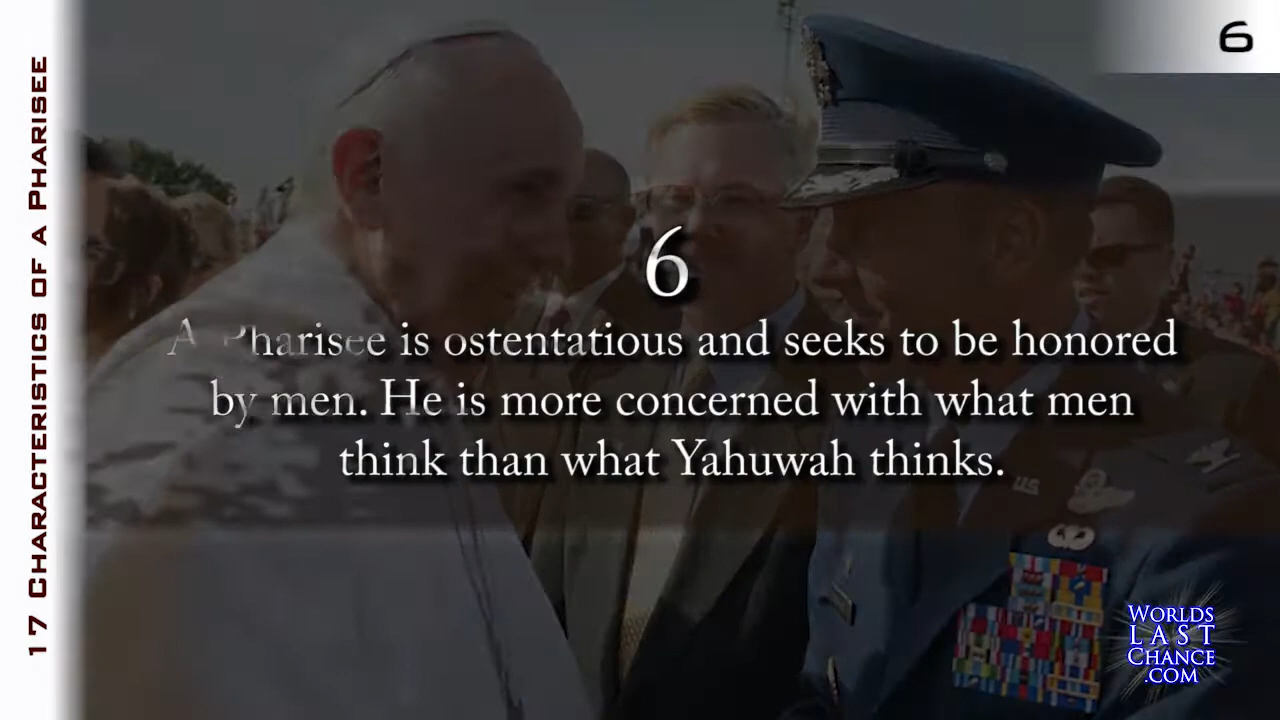 6
17 CHARACTERISTICS OF A PHARISEE
6
A Pharisee is ostentatious and seeks to be honored
by men. He is more concerned with what men
think than what Yahuwah thinks.
U.S.
WORLDS
LAST
CHANCE
.COM